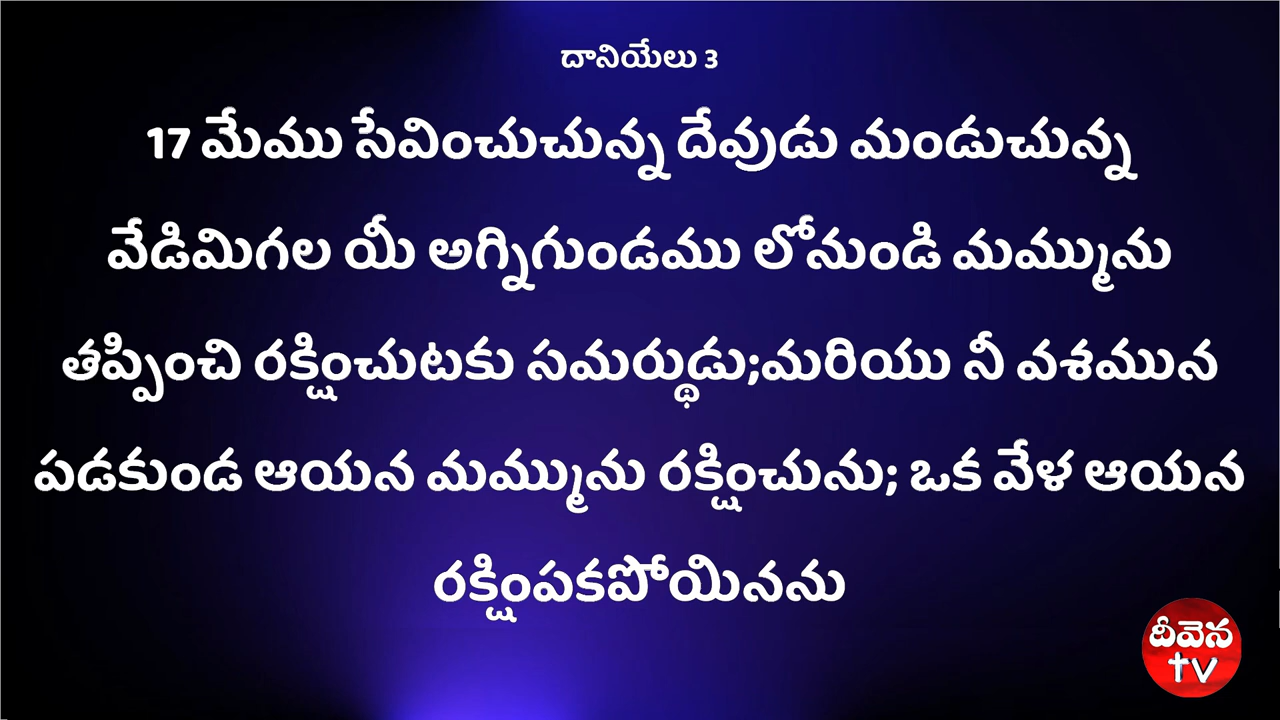 దానియేలు 3
17 మేము సేవించుచున్న దేవుడు మండుచున్న
వేడిమిగల యీ అగ్నిగుండము లోనుండి మమ్మును
తప్పించి రక్షించుటకు సమర్థుడు;మరియు నీ వశమున
పడకుండ ఆయన మమ్మును రక్షించును; ఒక వేళ ఆయన
రక్షింపకపోయినను
దీవెన
tv